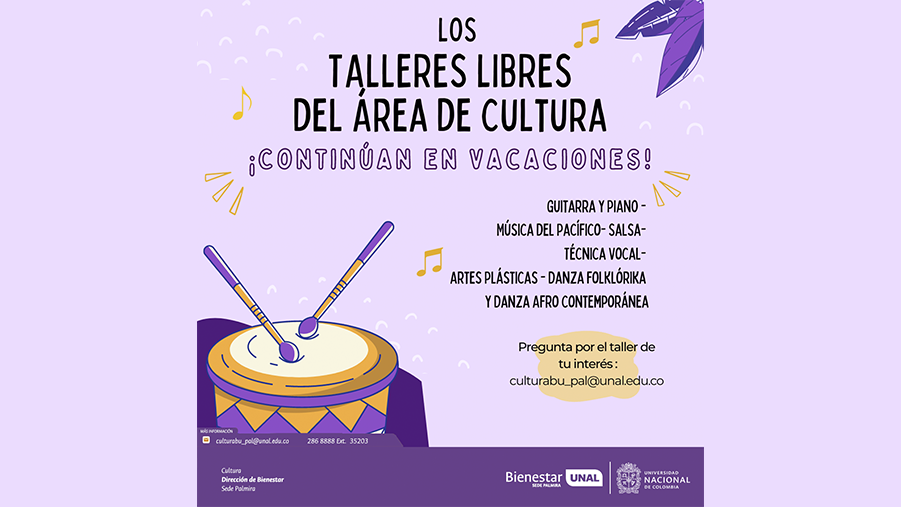 LOS
TALLERES LIBRES
DEL ÁREA DE CULTURA
¡CONTINÚAN EN VACACIONES!
GUITARRA Y PIANO -
MÚSICA DEL PACÍFICO- SALSA-
TÉCNICA VOCAL-
ARTES PLÁSTICAS - DANZA FOLKLÓRIKA
Y DANZA AFRO CONTEMPORÁNEA
Pregunta por el taller de
tu interés :
culturabu_pal@unal.edu.co
MÁS INFORMACIÓN
culturabu_pal@unal.edu.co 286 8888 Ext. 35203
Cultura
Dirección de Bienestar
Sede Palmira
Bienestar UNAL
SEDE PALMIRA
UNIVERSIDAD
NACIONAL
DE COLOMBIA